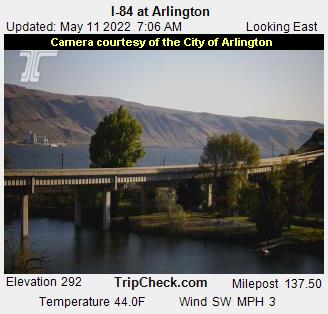 I-84 at Arlington
Updated: May 11 2022 7:06 AM Looking East
Camera courtesy of the City of Arlington
Elevation 292 TripCheck.com Milepost 137.50
Temperature 44.0F Wind SW MPH 3